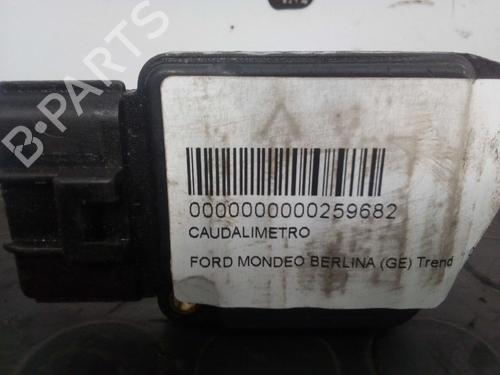 B-PARTS
0000000000259682
CAUDALIMETRO
FORD MONDEO BERLINA (GE) Trend